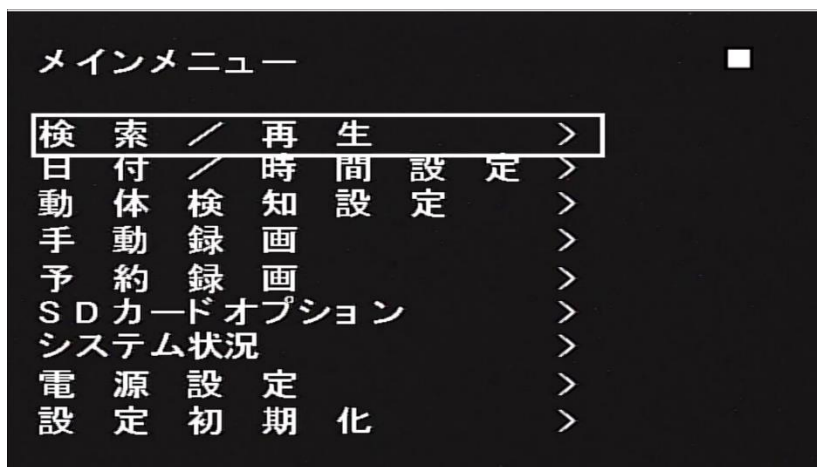 メインメニュー
検索／再生 >
日付／時間設定 >
動体検知設定 >
手動録画 >
予約録画 >
SDカードオプション >
システム状況 >
電源設定 >
設定初期化 >